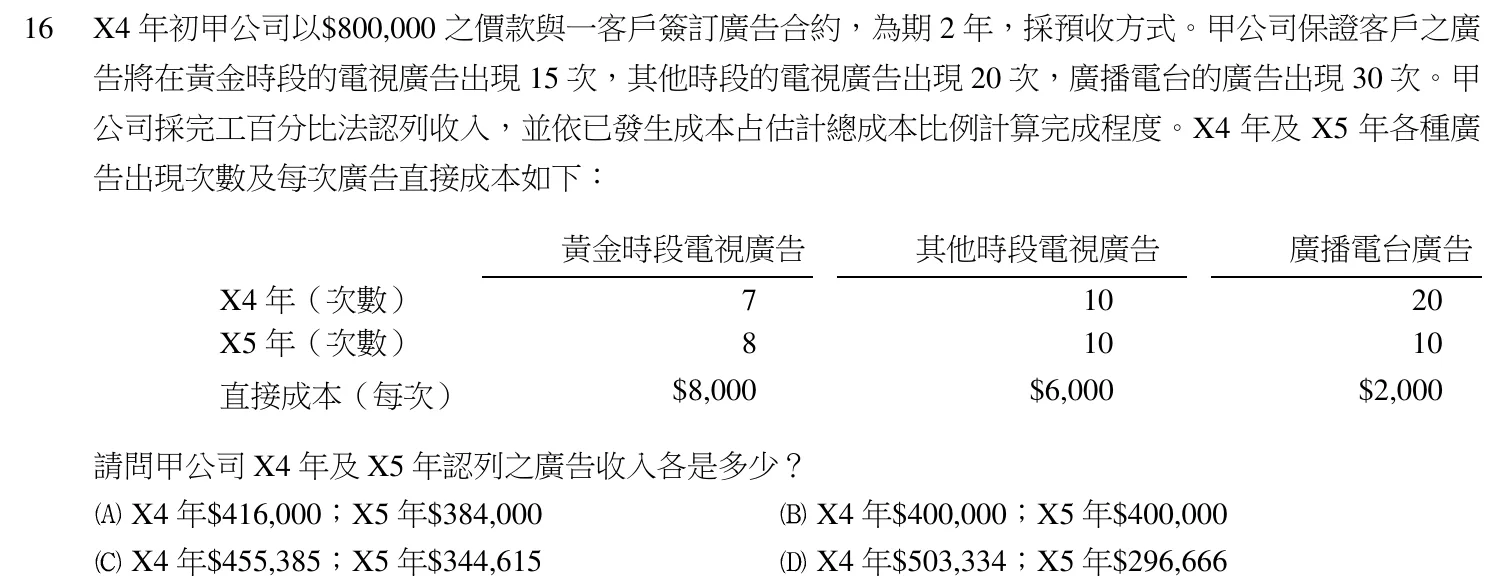 16 X4 年初甲公司以$800,000 之價款與一客戶簽訂廣告合約，為期 2 年，採預收方式。甲公司保證客戶之廣
告將在黃金時段的電視廣告出現 15 次，其他時段的電視廣告出現 20 次，廣播電台的廣告出現 30 次。甲
公司採完工百分比法認列收入，並依已發生成本占估計總成本比例計算完成程度。X4 年及 X5 年各種廣
告出現次數及每次廣告直接成本如下：
黃金時段電視廣告 其他時段電視廣告 廣播電台廣告
X4 年（次數） 7 10 20
X5 年（次數） 8 10 10
直接成本（每次） $8,000 $6,000 $2,000
請問甲公司 X4 年及 X5 年認列之廣告收入各是多少？
(A) X4 年$416,000；X5 年$384,000 (B) X4 年$400,000；X5 年$400,000
(C) X4 年$455,385；X5 年$344,615 (D) X4 年$503,334；X5 年$296,666